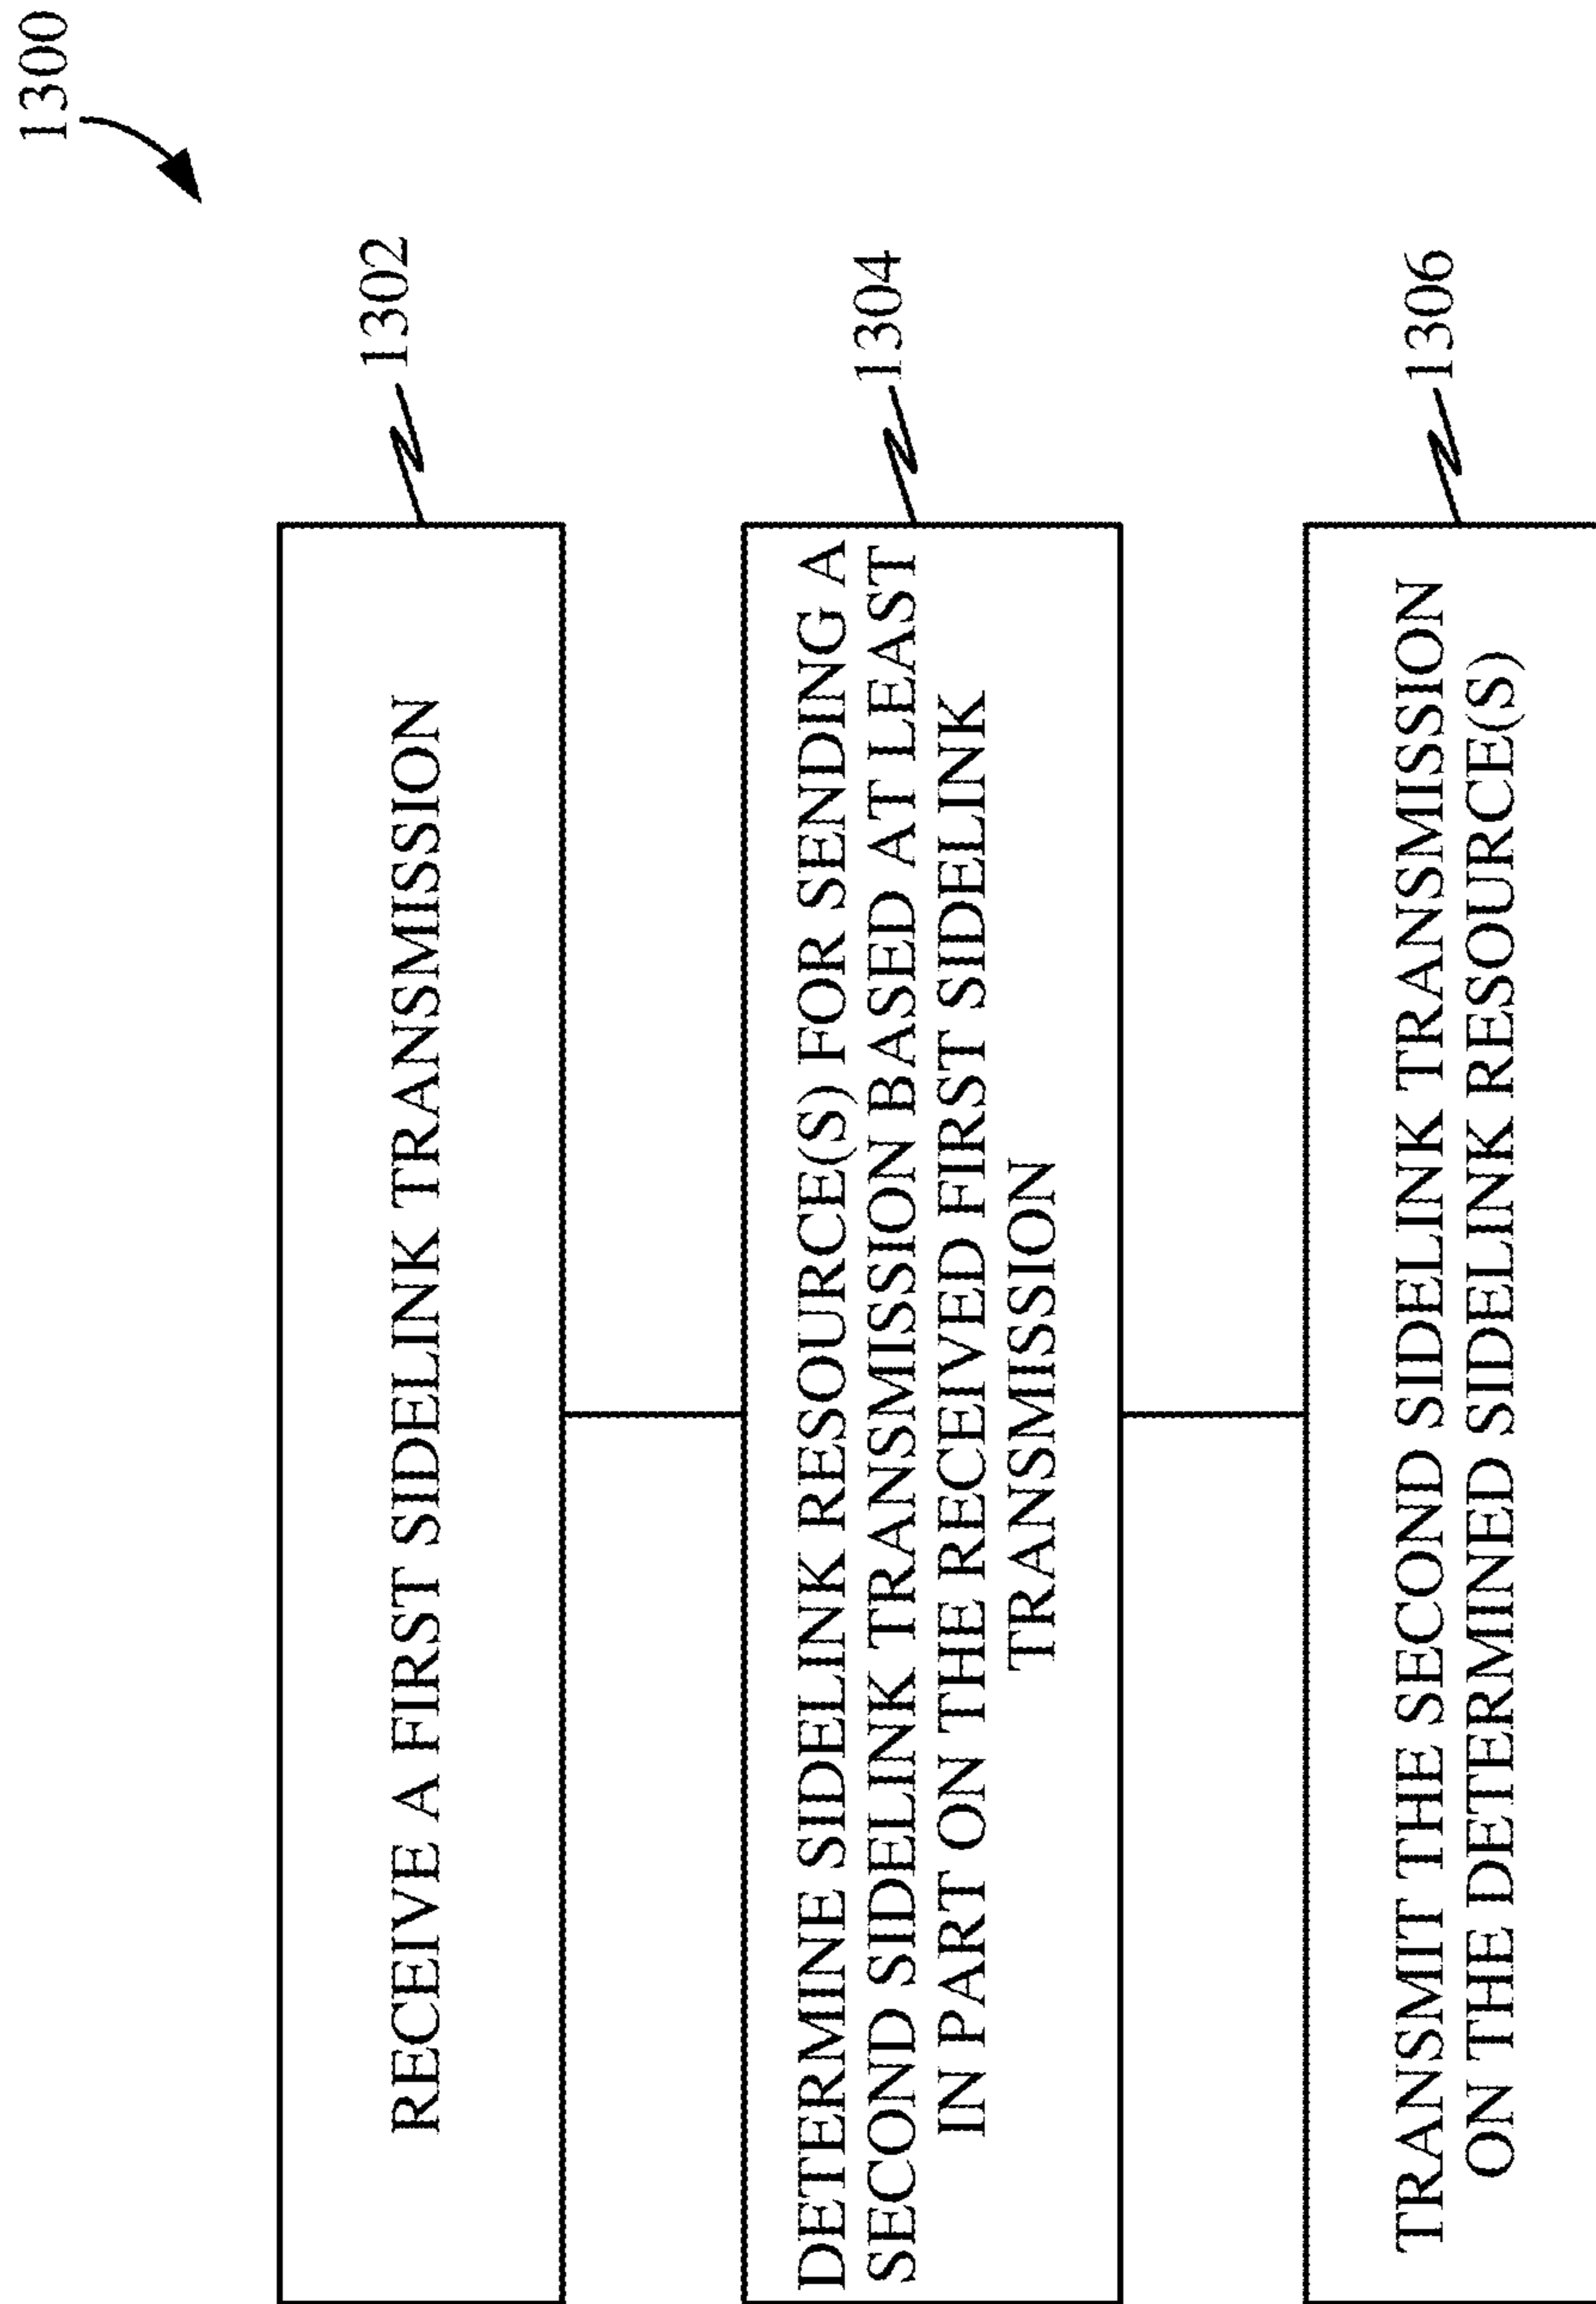 1300
RECEIVE A FIRST SIDELINK TRANSMISSION
1302
DETERMINE SIDELINK RESOURCE(S) FOR SENDING A
SECOND SIDELINK TRANSMISSION BASED AT LEAST
IN PART ON THE RECEIVED FIRST SIDELINK
TRANSMISSION
1304
TRANSMIT THE SECOND SIDELINK TRANSMISSION
ON THE DETERMINED SIDELINK RESOURCE(S)
1306